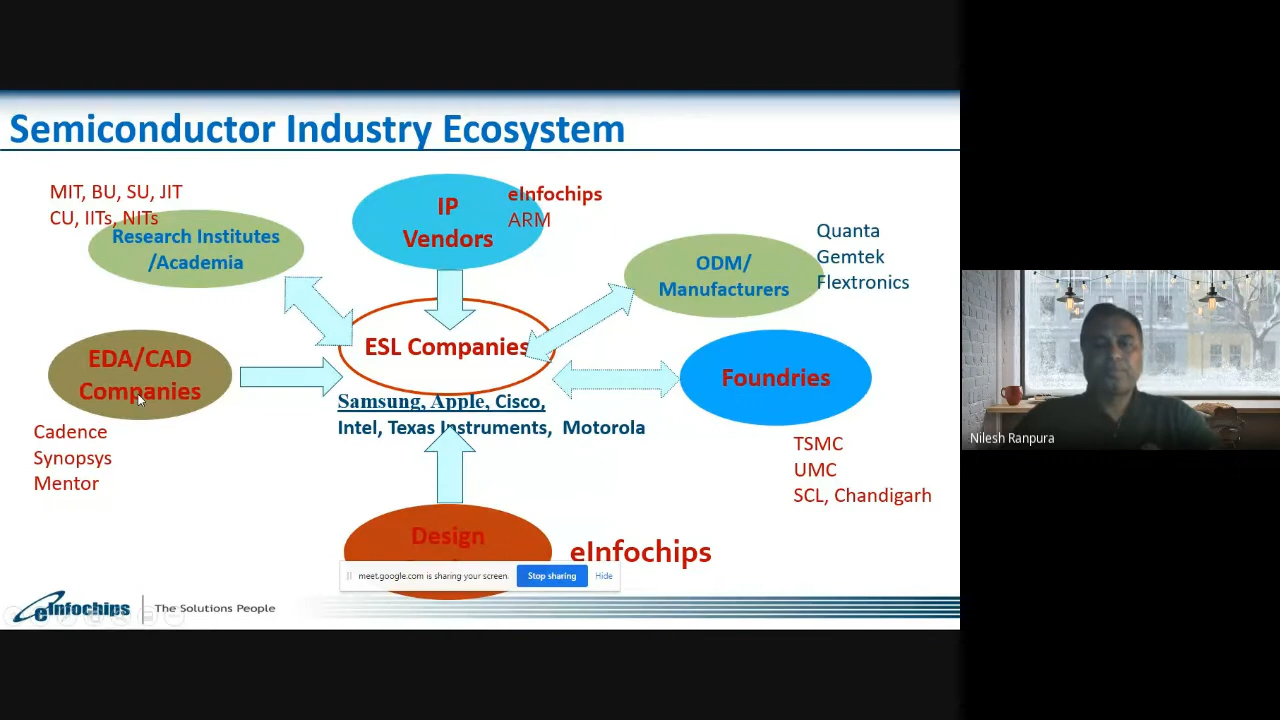 Semiconductor Industry Ecosystem
MIT, BU, SU, JIT
CU, IITs, NITs
Research Institutes
/Academia
IP
Vendors
eInfochips
ARM
ODM/
Manufacturers
Quanta
Gemtek
Flextronics
EDA/CAD
Companies
Cadence
Synopsys
Mentor
ESL Companies
Samsung, Apple, Cisco,
Intel, Texas Instruments, Motorola
Foundries
TSMC
UMC
SCL, Chandigarh
Design
eInfochips
meet.google.com is sharing your screen.
Stop sharing
Hide
eInfochips
The Solutions People
Nilesh Ranpura